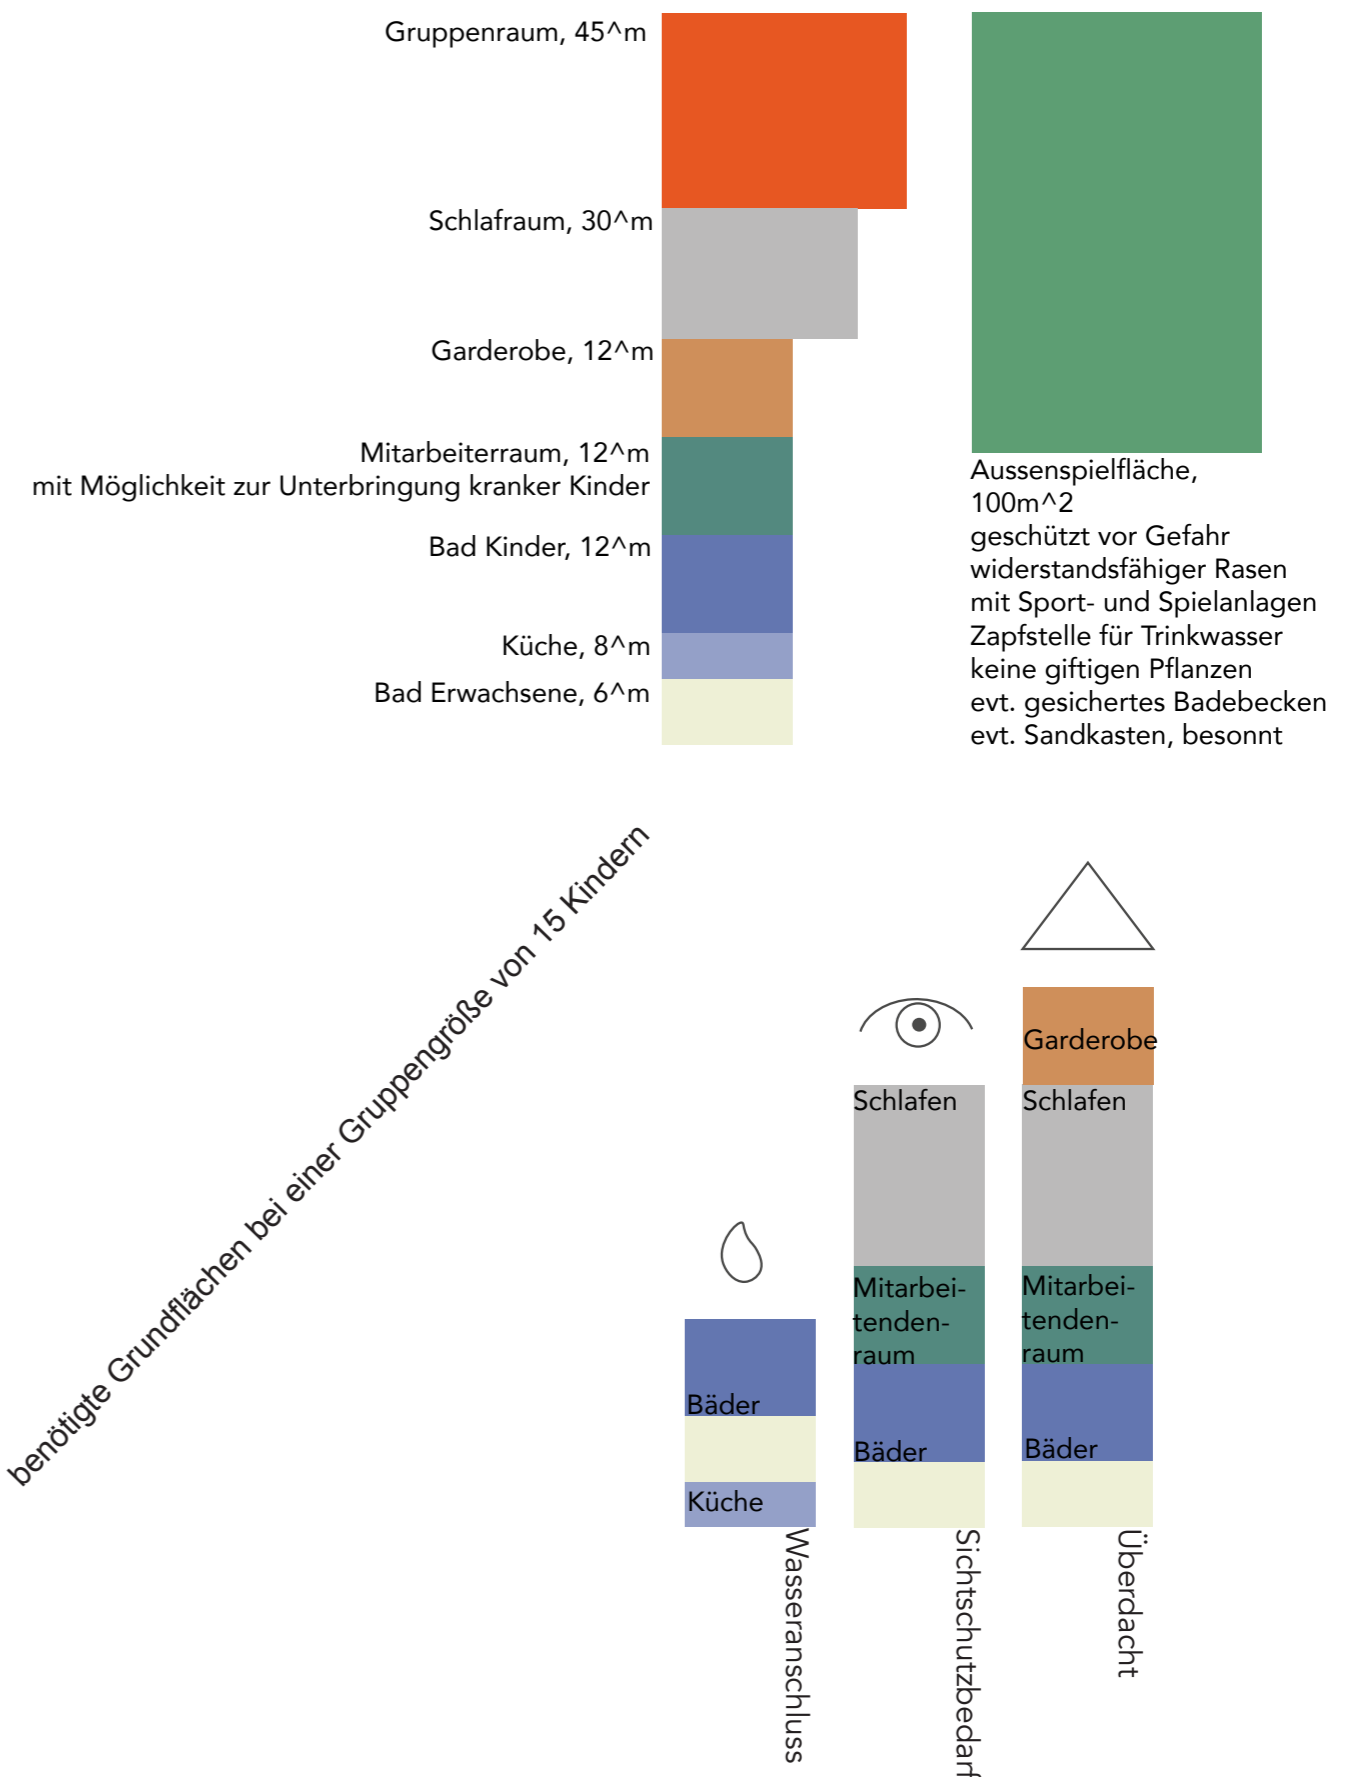 Gruppenraum, 45^m
Schlafraum, 30^m
Garderobe, 12^m
Mitarbeiterraum, 12^m
mit Möglichkeit zur Unterbringung kranker Kinder
Bad Kinder, 12^m
Küche, 8^m
Bad Erwachsene, 6^m
Aussenspielfläche,
100m^2
geschützt vor Gefahr
widerstandsfähiger Rasen
mit Sport- und Spielanlagen
Zapfstelle für Trinkwasser
keine giftigen Pflanzen
evt. gesichertes Badebecken
evt. Sandkasten, besonnt
benötigte Grundflächen bei einer Gruppengröße von 15 Kindern
Bäder
Küche
Wasseranschluss
Schlafen
Mitarbei-
tenden-
raum
Bäder
Sichtschutzbedarf
Garderobe
Schlafen
Mitarbei-
tenden-
raum
Bäder
Überdacht